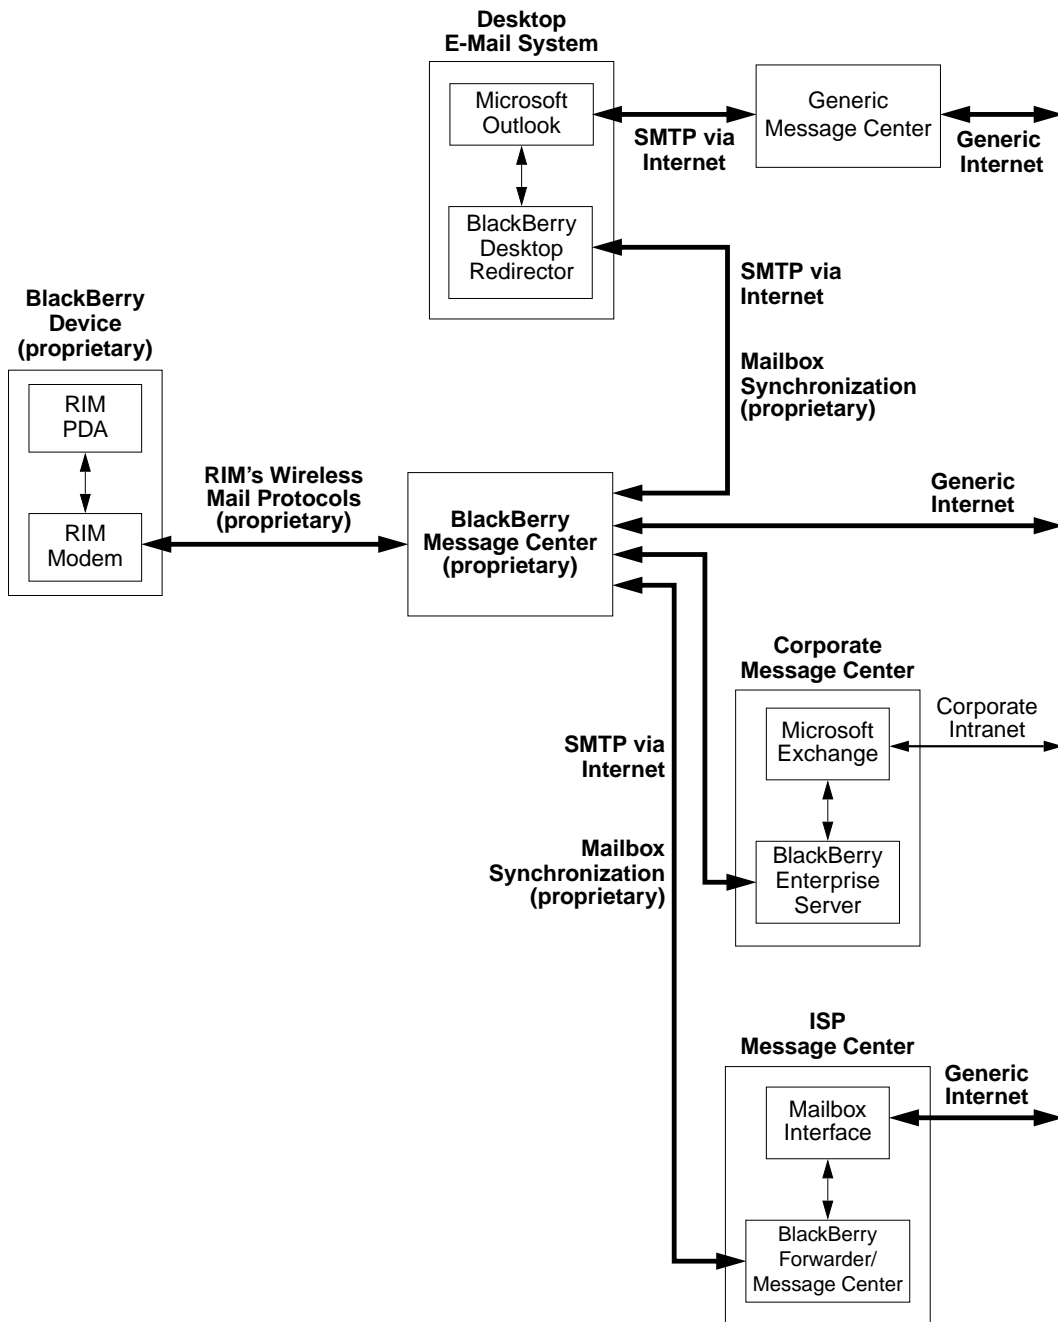 Desktop
E-Mail System
Microsoft
Outlook
SMTP via
Internet
Generic
Message Center
Generic
Internet
BlackBerry
Desktop
Redirector
SMTP via
Internet
Mailbox
Synchronization
(proprietary)
BlackBerry
Device
(proprietary)
RIM
PDA
RIM
Modem
RIM's Wireless
Mail Protocols
(proprietary)
BlackBerry
Message Center
(proprietary)
Generic
Internet
Corporate
Message Center
Microsoft
Exchange
Corporate
Intranet
BlackBerry
Enterprise
Server
SMTP via
Internet
Mailbox
Synchronization
(proprietary)
ISP
Message Center
Mailbox
Interface
Generic
Internet
BlackBerry
Forwarder/
Message Center